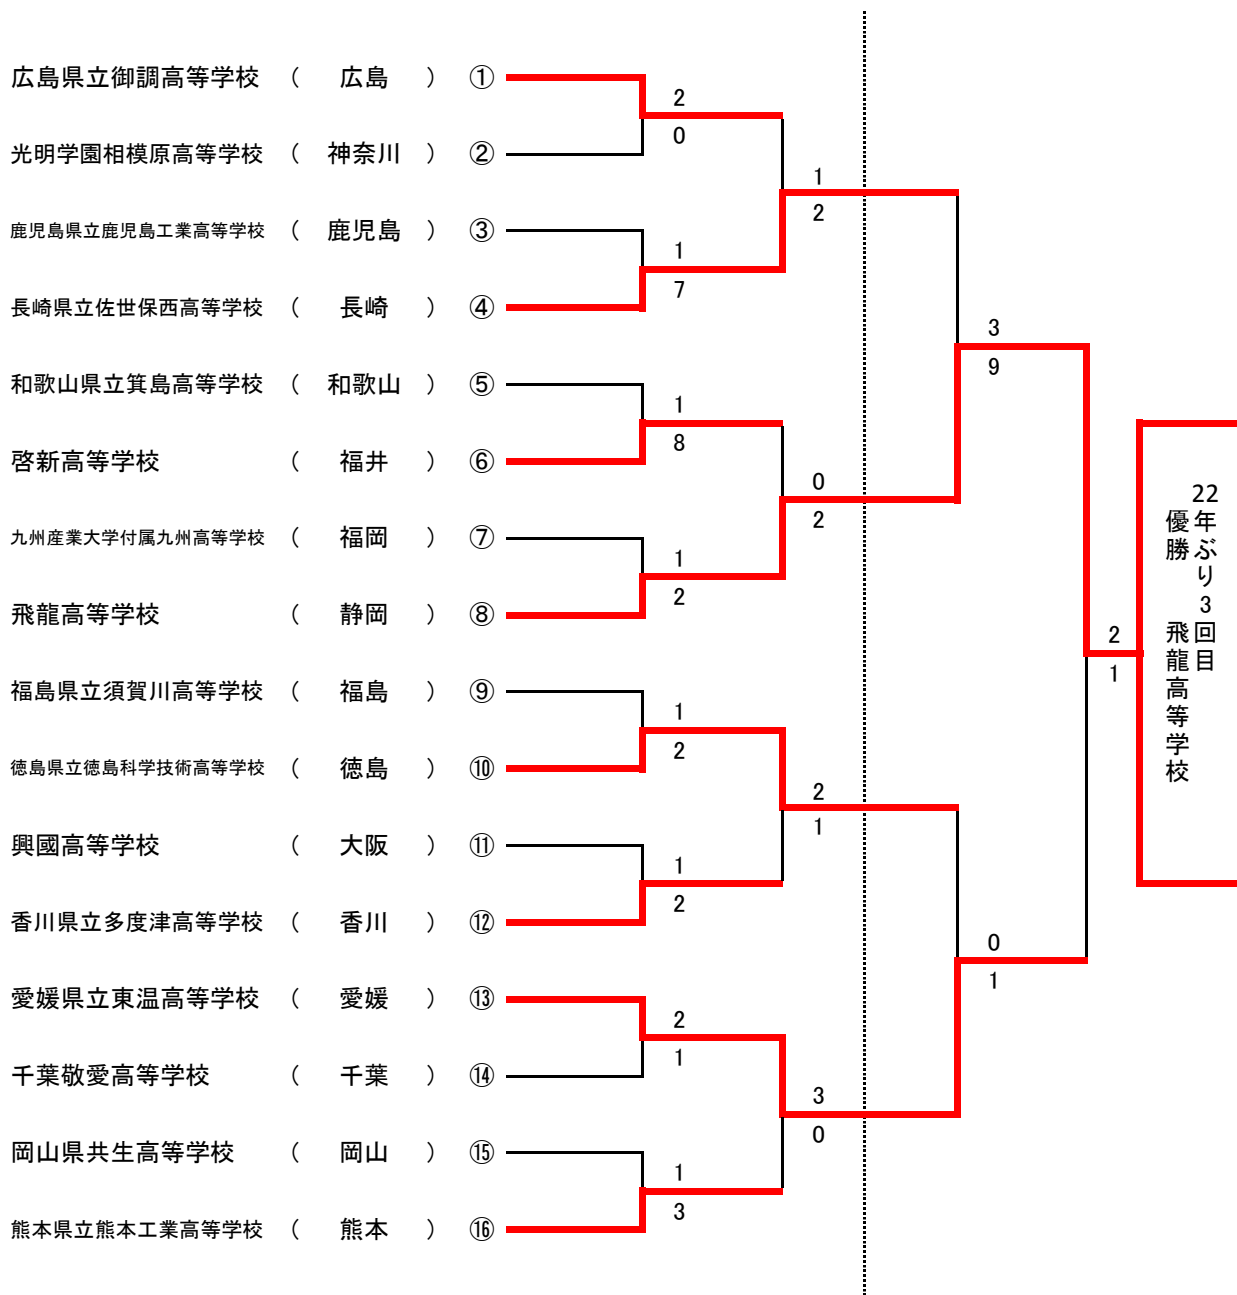 広島県立御調高等学校 ( 広島 ) ①
2
0
光明学園相模原高等学校 ( 神奈川 ) ②
1
2
鹿児島県立鹿児島工業高等学校 ( 鹿児島 ) ③
1
7
長崎県立佐世保西高等学校 ( 長崎 ) ④
3
9
和歌山県立箕島高等学校 ( 和歌山 ) ⑤
1
8
啓新高等学校 ( 福井 ) ⑥
0
2
九州産業大学付属九州高等学校 ( 福岡 ) ⑦
1
2
飛龍高等学校 ( 静岡 ) ⑧
22年ぶり3回目
優勝 飛龍高等学校
2
1
福島県立須賀川高等学校 ( 福島 ) ⑨
1
2
徳島県立徳島科学技術高等学校 ( 徳島 ) ⑩
2
1
興國高等学校 ( 大阪 ) ⑪
1
2
香川県立多度津高等学校 ( 香川 ) ⑫
0
1
愛媛県立東温高等学校 ( 愛媛 ) ⑬
2
1
千葉敬愛高等学校 ( 千葉 ) ⑭
3
0
岡山県共生高等学校 ( 岡山 ) ⑮
1
3
熊本県立熊本工業高等学校 ( 熊本 ) ⑯